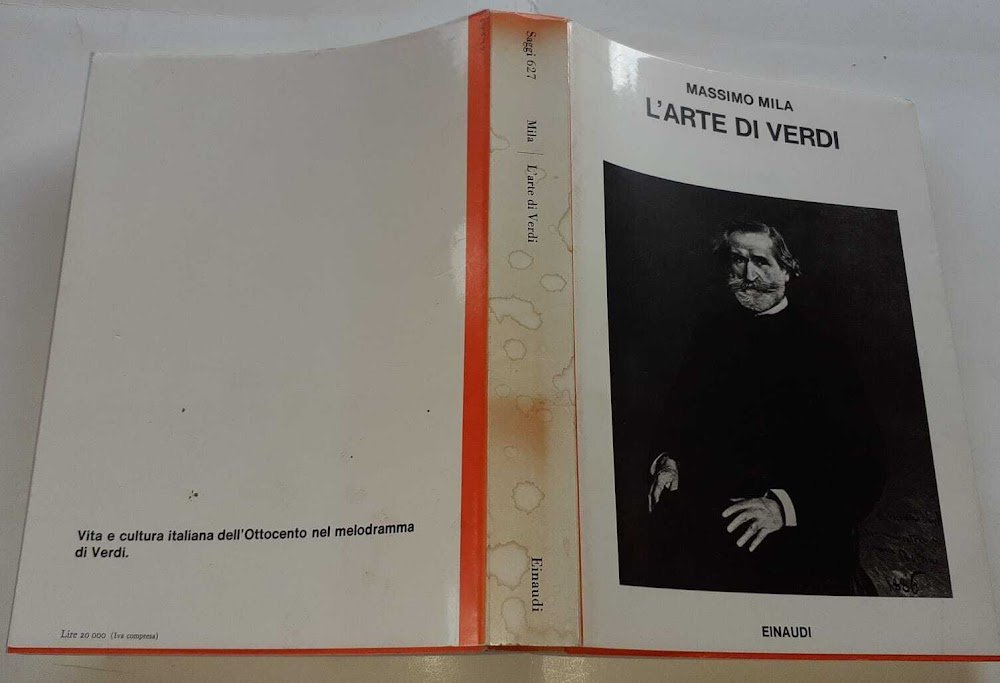 Vita e cultura italiana dell'Ottocento nel melodramma
di Verdi.
Lire 20 000 (Iva compresa)
Saggi 627
Mila | L'arte di Verdi
Einaudi
MASSIMO MILA
L'ARTE DI VERDI
1886
EINAUDI